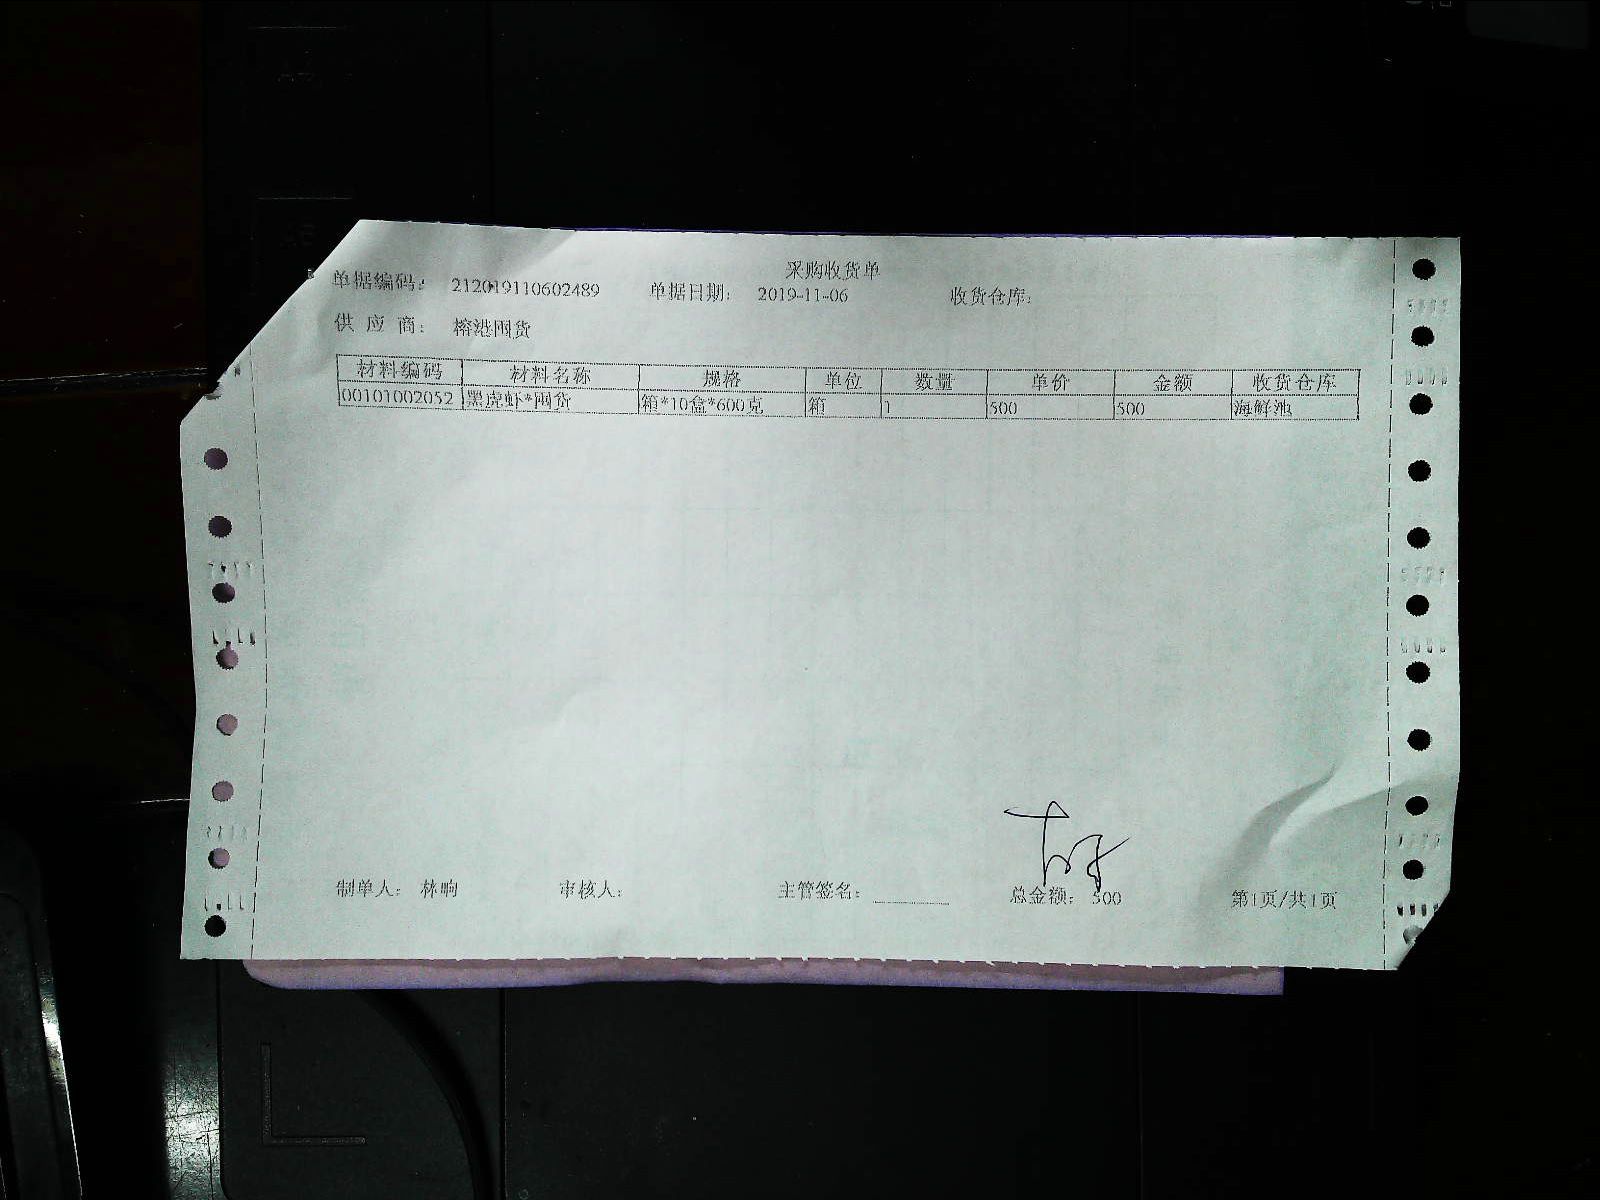 采购收货单
单据编码: 212019110602489 单据日期: 2019-11-06 收货仓库:
供应商: 榕港囤货
材料编码 材料名称 规格 单位 数量 单价 金额 收货仓库
00101002052 黑虎虾*囤货 箱*10盒*600克 箱 1 500 500 海鲜池
制单人: 林晌 审核人: 主管签名: 总金额: 500 第1页/共1页